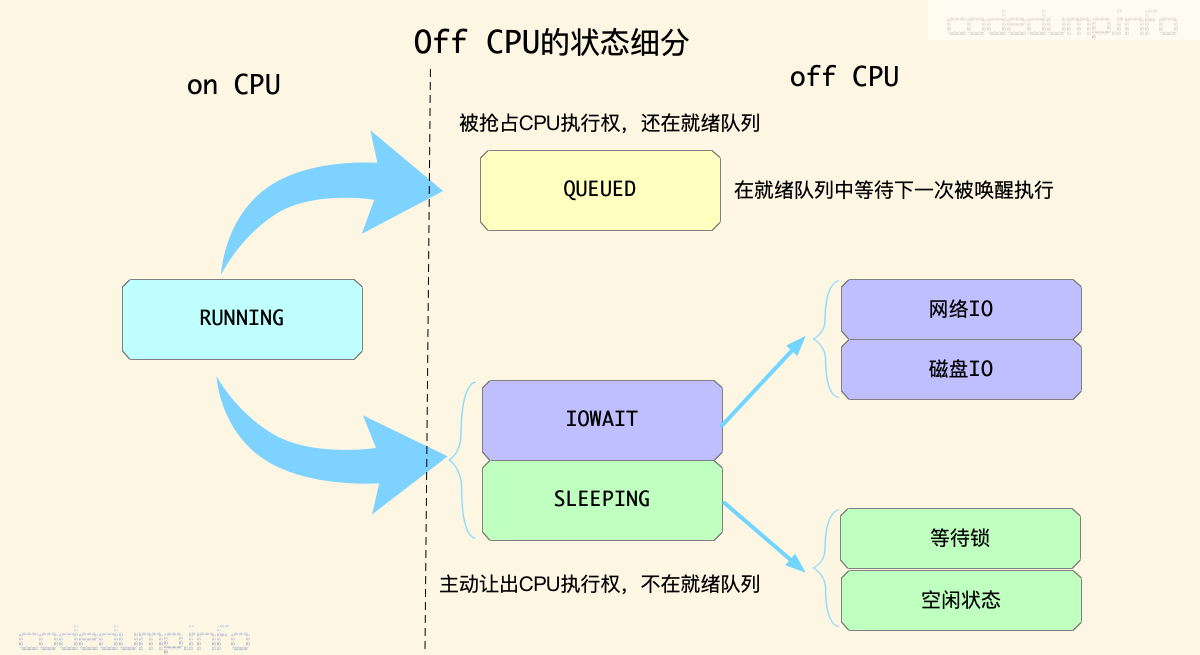 codedump.info
Off CPU的状态细分
on CPU
off CPU
被抢占CPU执行权，还在就绪队列
QUEUED
在就绪队列中等待下一次被唤醒执行
RUNNING
网络IO
磁盘IO
IOWAIT
SLEEPING
等待锁
空闲状态
主动让出CPU执行权，不在就绪队列
codedump.info